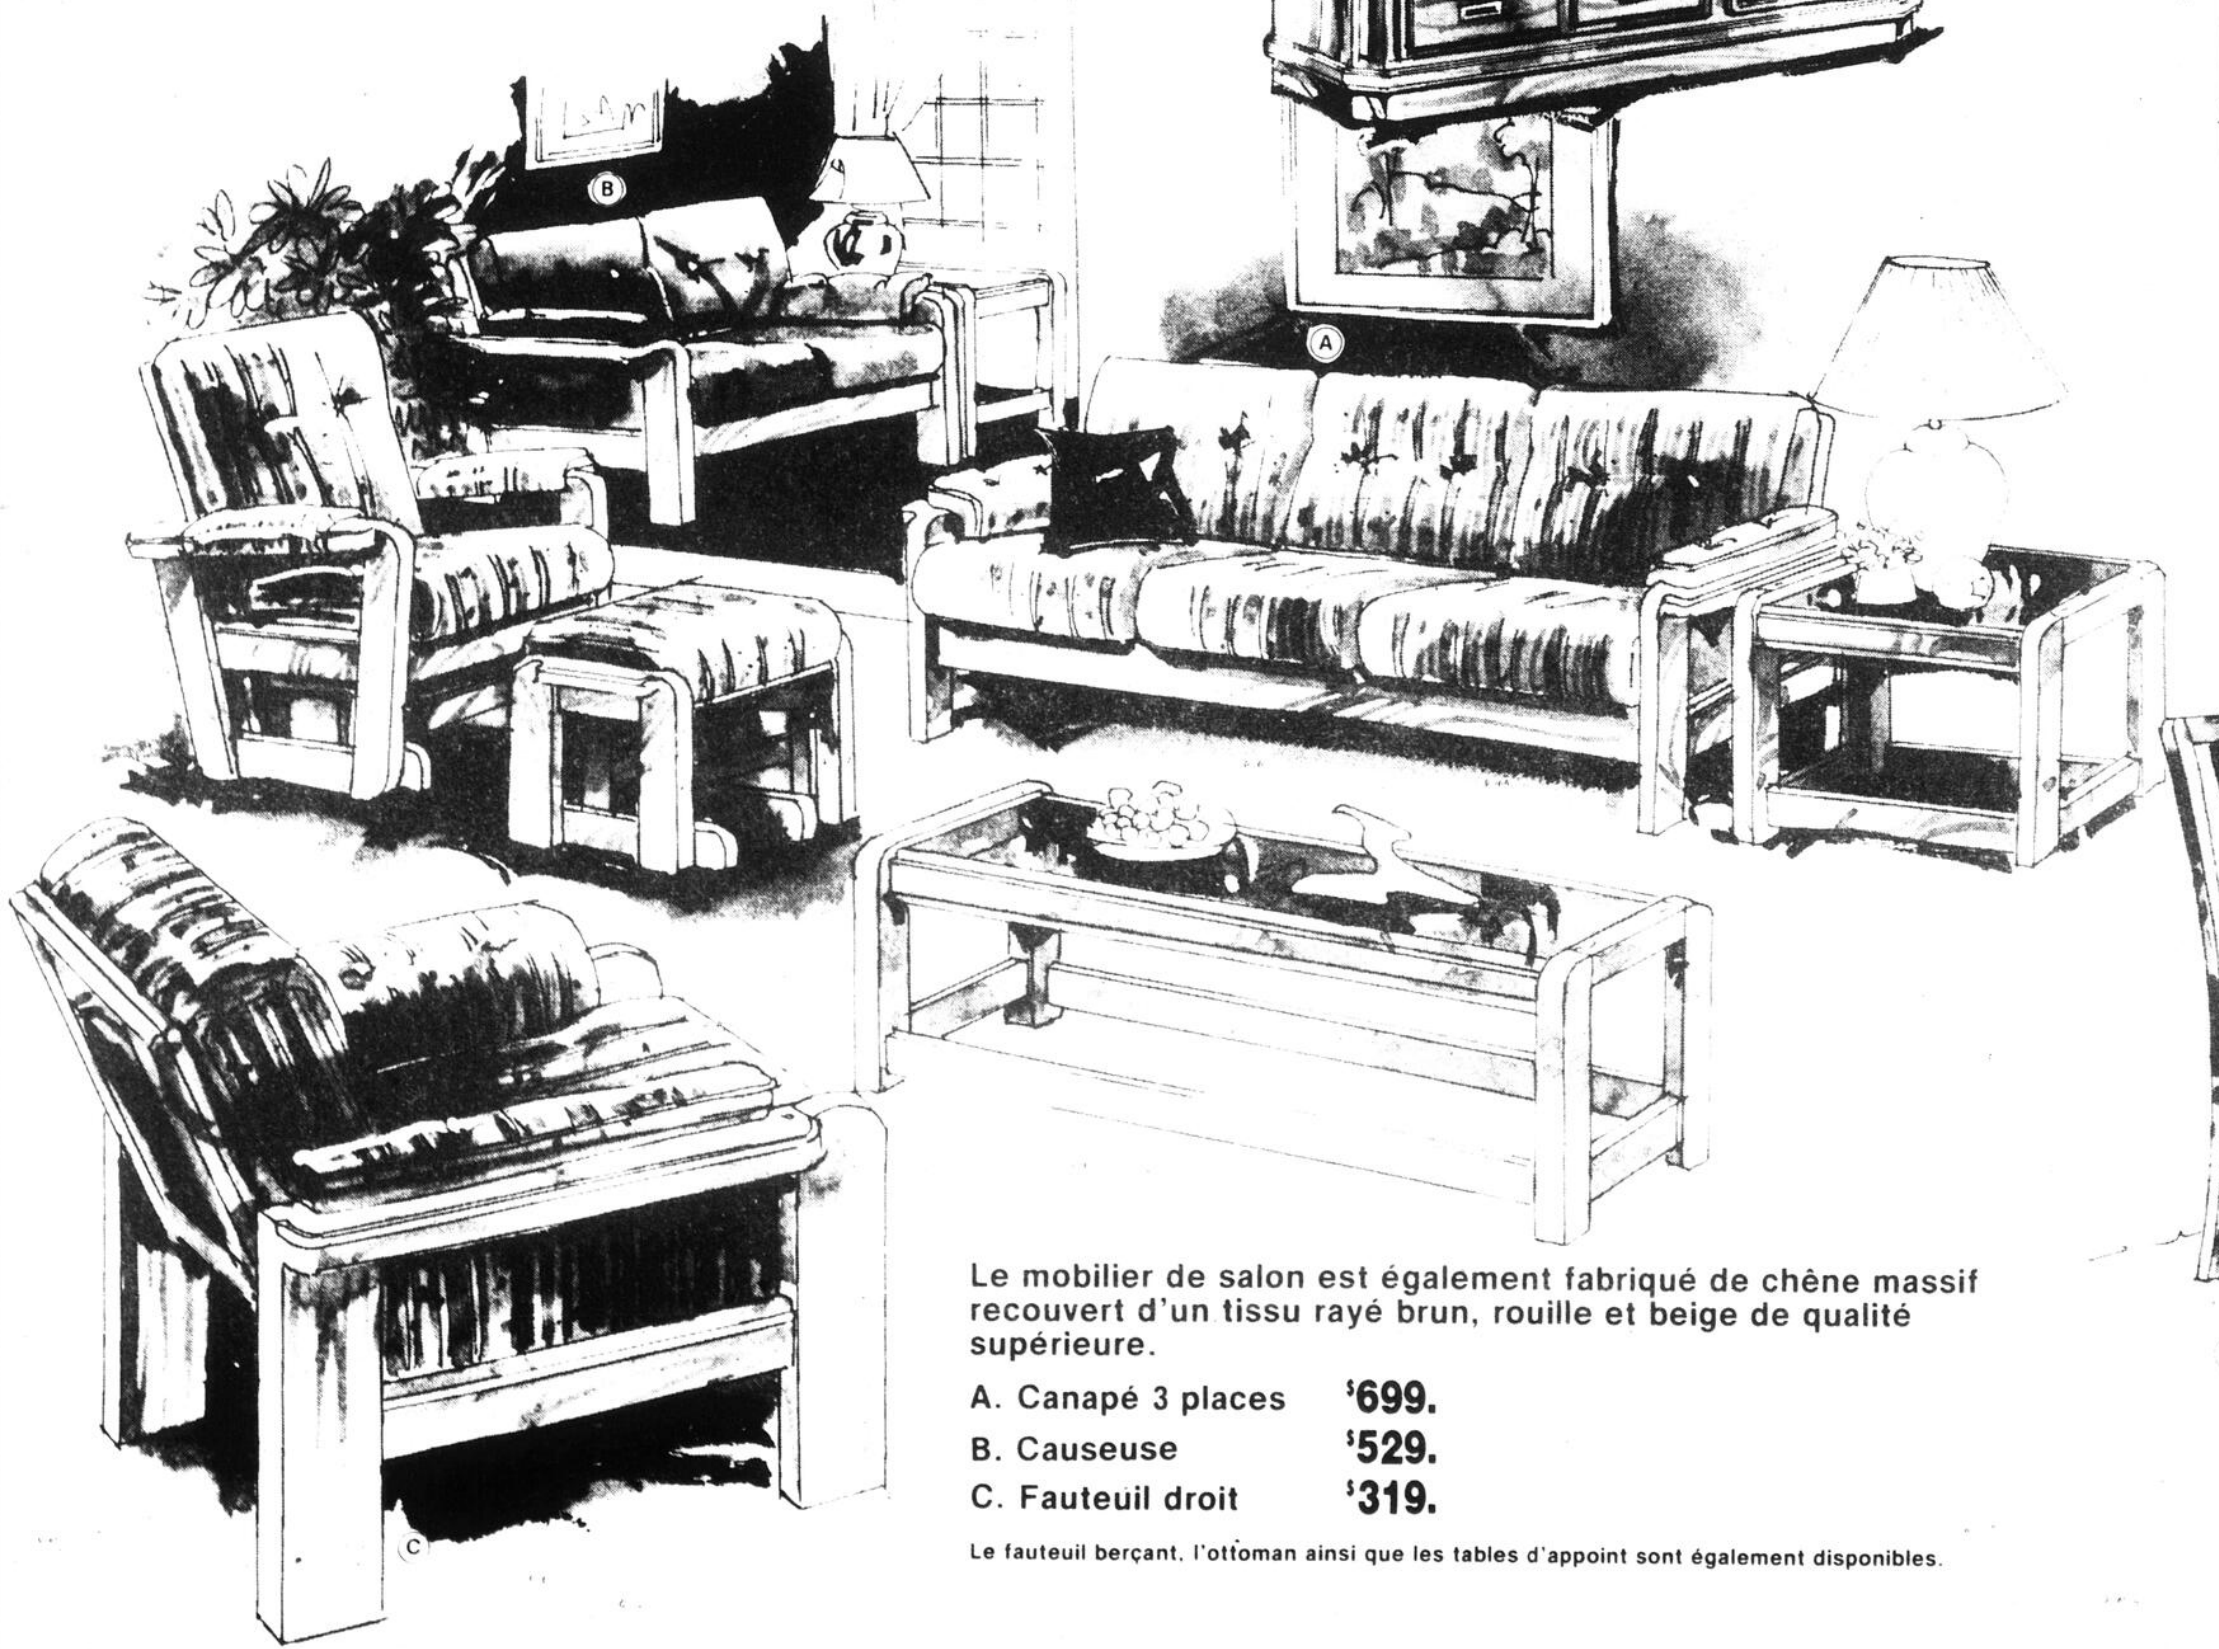 B
A
Le mobilier de salon est également fabriqué de chêne massif
recouvert d'un tissu rayé brun, rouille et beige de qualité
supérieure.
A. Canapé 3 places $699.
B. Causeuse $529.
C. Fauteuil droit $319.
C
Le fauteuil berçant, l'ottoman ainsi que les tables d'appoint sont également disponibles.